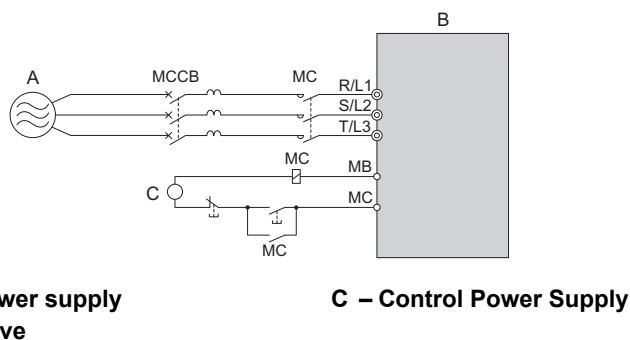 B
A
MCCB
MC
R/L1
S/L2
T/L3
MC
MB
C
MC
MC
wer supply
C – Control Power Supply
ve